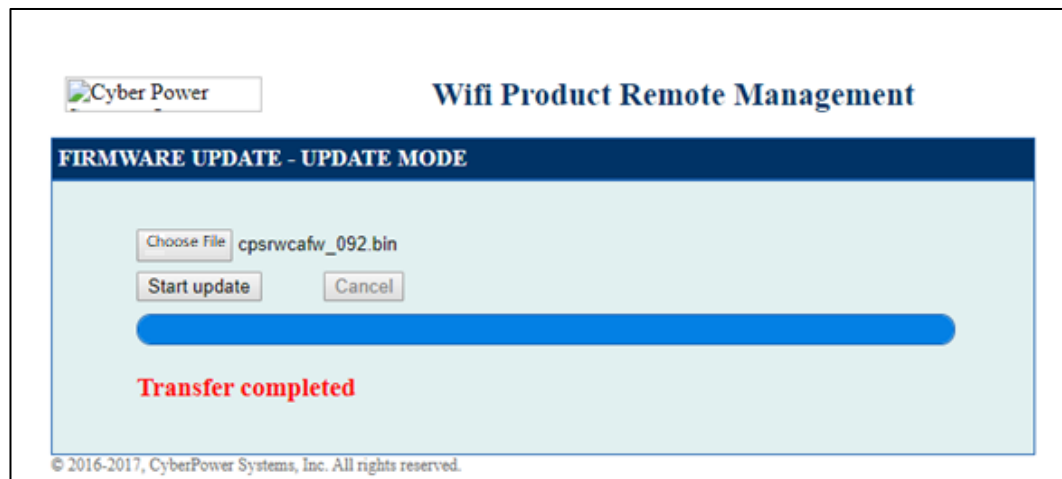 Cyber Power
Wifi Product Remote Management
FIRMWARE UPDATE - UPDATE MODE
Choose File cpsrwcafw_092.bin
Start update Cancel
Transfer completed
© 2016-2017, CyberPower Systems, Inc. All rights reserved.